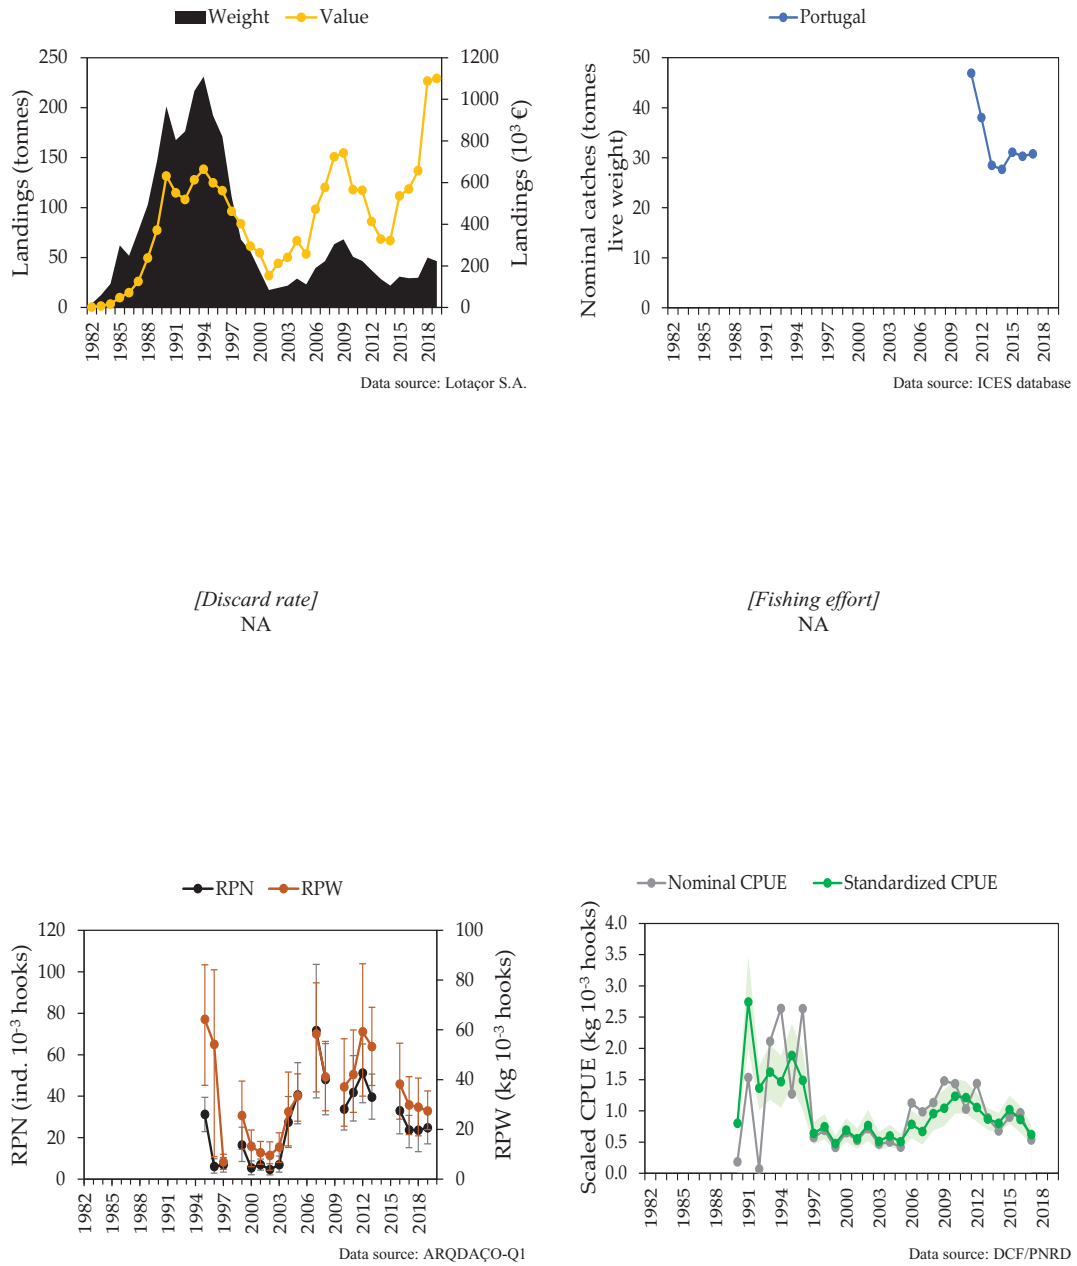 Weight Value
Landings (tonnes)
250
200
150
100
50
0
Landings (10³ €)
1200
1000
800
600
400
200
0
1982 1985 1988 1991 1994 1997 2000 2003 2006 2009 2012 2015 2018
Data source: Lotaçor S.A.
Portugal
Nominal catches (tonnes
live weight)
50
40
30
20
10
0
1982 1985 1988 1991 1994 1997 2000 2003 2006 2009 2012 2015 2018
Data source: ICES database
[Discard rate]
NA
[Fishing effort]
NA
RPN RPW
RPN (ind. 10⁻³ hooks)
120
100
80
60
40
20
0
RPW (kg 10⁻³ hooks)
100
80
60
40
20
0
1982 1985 1988 1991 1994 1997 2000 2003 2006 2009 2012 2015 2018
Data source: ARQDAÇO-Q1
Nominal CPUE Standardized CPUE
Scaled CPUE (kg 10⁻³ hooks)
4.0
3.5
3.0
2.5
2.0
1.5
1.0
0.5
0.0
1982 1985 1988 1991 1994 1997 2000 2003 2006 2009 2012 2015 2018
Data source: DCF/PNRD